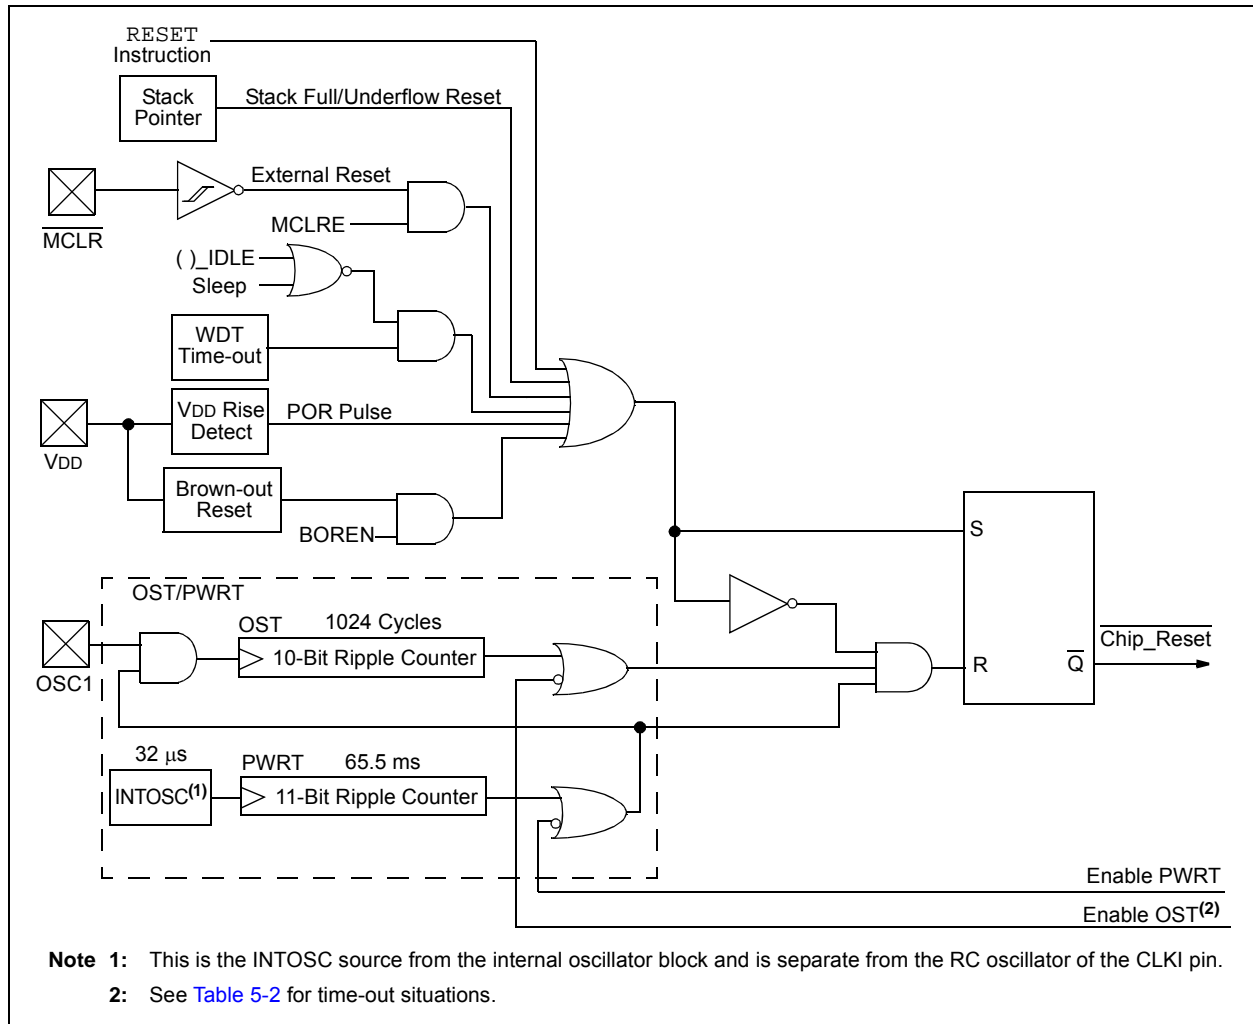 RESET
Instruction
Stack
Pointer
Stack Full/Underflow Reset
External Reset
MCLR
MCLRE
( )_IDLE
Sleep
WDT
Time-out
VDD
VDD Rise
Detect
POR Pulse
Brown-out
Reset
BOREN
S
R
Q
Chip_Reset
OST/PWRT
OSC1
OST 1024 Cycles
10-Bit Ripple Counter
32 μs
INTOSC(1)
PWRT 65.5 ms
11-Bit Ripple Counter
Enable PWRT
Enable OST(2)
Note 1: This is the INTOSC source from the internal oscillator block and is separate from the RC oscillator of the CLKI pin.
2: See Table 5-2 for time-out situations.